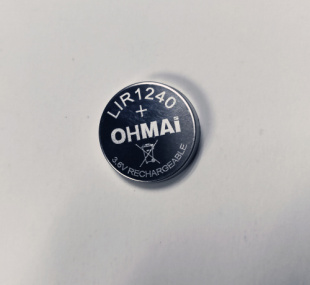 LIR1240
+
OHMAi
3.6V RECHARGEABLE